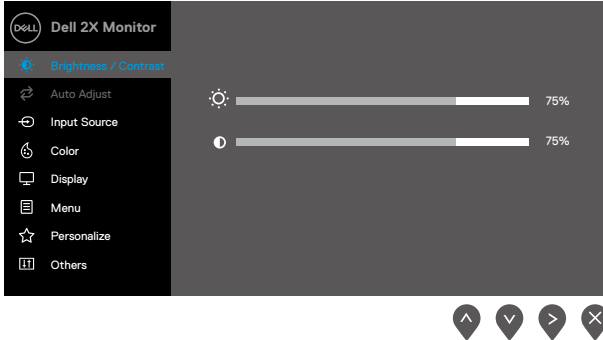 DELL Dell 2X Monitor
Brightness / Contrast
Auto Adjust
75%
Input Source
75%
Color
Display
Menu
Personalize
Others